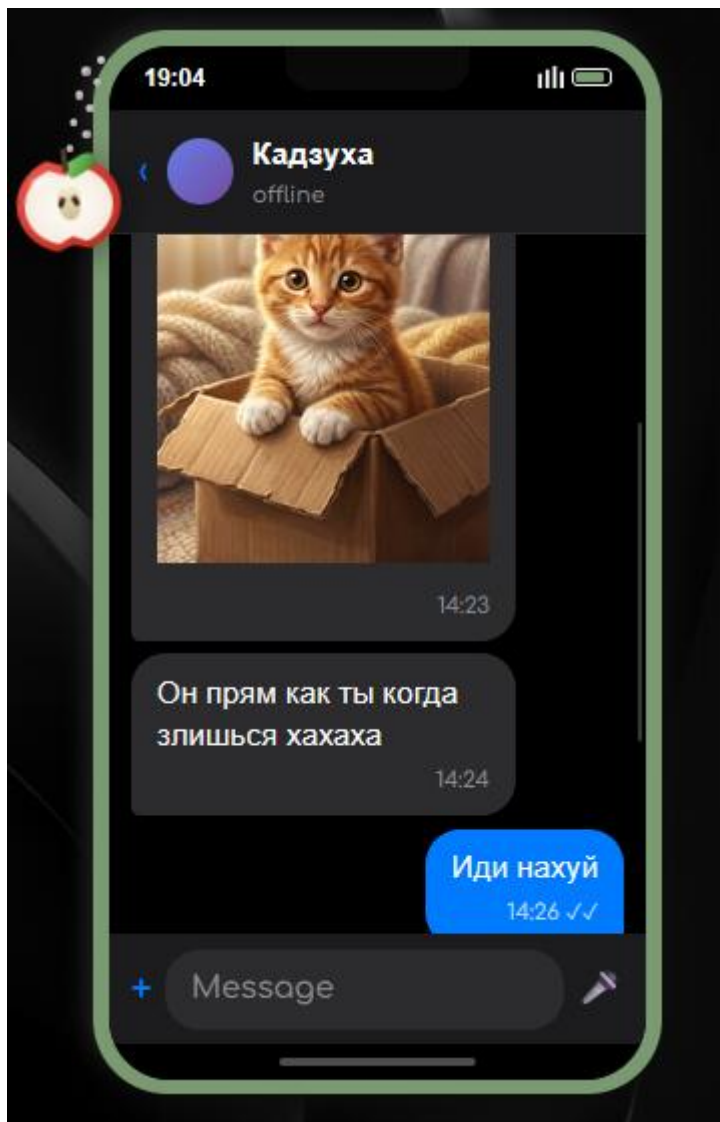 19:04
Кадзуха
offline
14:23
Он прям как ты когда
злишься хахаха
14:24
Иди нахуй
14:26 ✓✓
Message